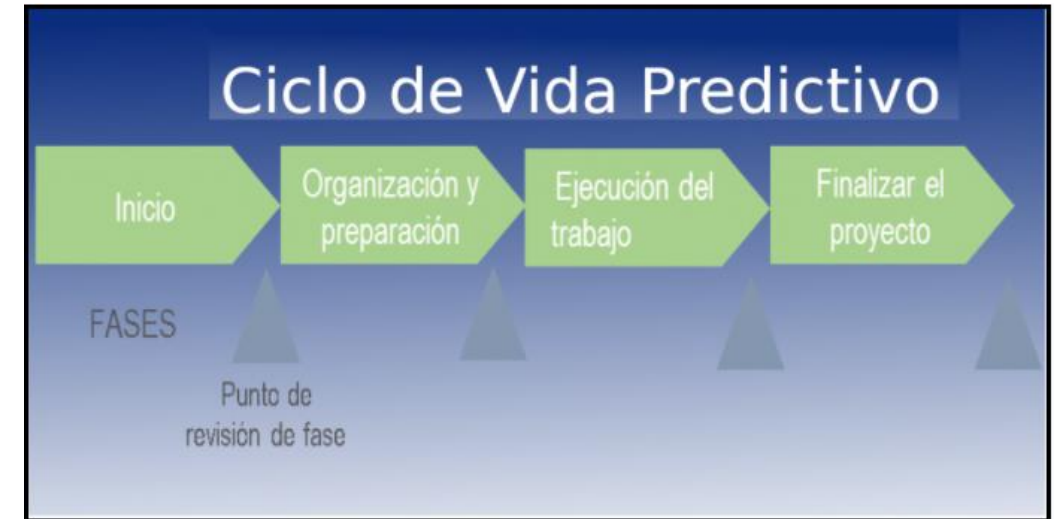 Ciclo de Vida Predictivo
Inicio
Organización y
preparación
Ejecución del
trabajo
Finalizar el
proyecto
FASES
Punto de
revisión de fase